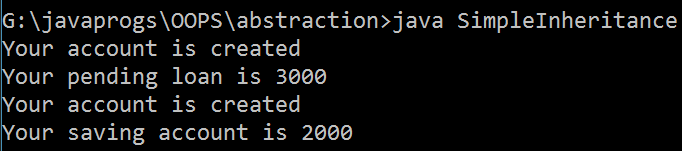 G:\javaprogs\OOPS\abstraction>java SimpleInheritance
Your account is created
Your pending loan is 3000
Your account is created
Your saving account is 2000